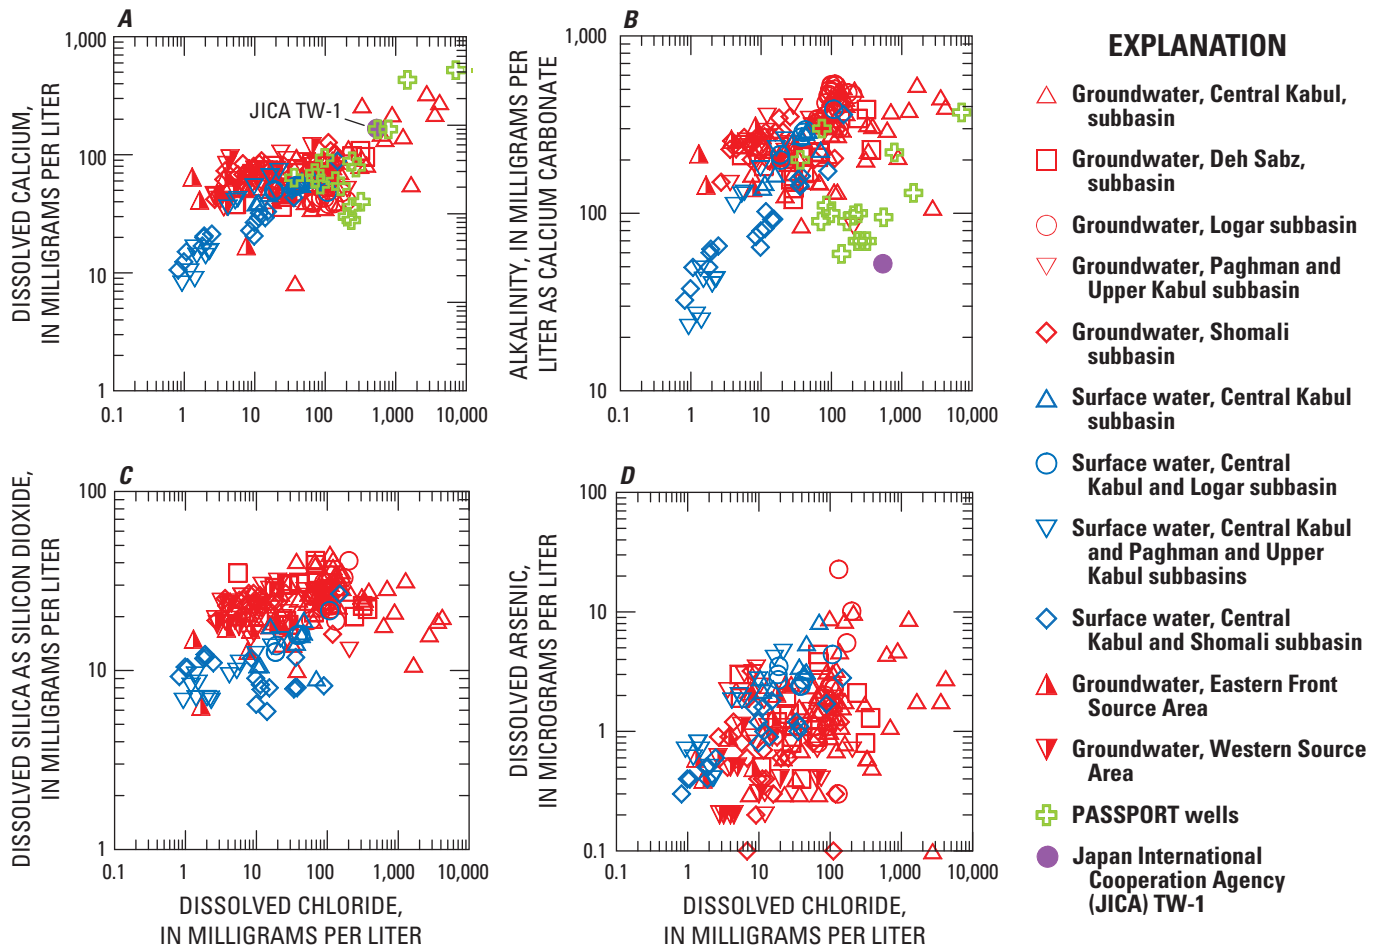 A
DISSOLVED CALCIUM,
IN MILLIGRAMS PER LITER
1,000
100
10
1
JICA TW-1
0.1
1
10
100
1,000
10,000
B
ALKALINITY, IN MILLIGRAMS PER
LITER AS CALCIUM CARBONATE
1,000
100
10
0.1
1
10
100
1,000
10,000
C
DISSOLVED SILICA AS SILICON DIOXIDE,
IN MILLIGRAMS PER LITER
100
10
1
0.1
1
10
100
1,000
10,000
DISSOLVED CHLORIDE,
IN MILLIGRAMS PER LITER
D
DISSOLVED ARSENIC,
IN MICROGRAMS PER LITER
100
10
1
0.1
0.1
1
10
100
1,000
10,000
DISSOLVED CHLORIDE,
IN MILLIGRAMS PER LITER
EXPLANATION
Groundwater, Central Kabul,
subbasin
Groundwater, Deh Sabz,
subbasin
Groundwater, Logar subbasin
Groundwater, Paghman and
Upper Kabul subbasin
Groundwater, Shomali
subbasin
Surface water, Central Kabul
subbasin
Surface water, Central
Kabul and Logar subbasin
Surface water, Central Kabul
and Paghman and Upper
Kabul subbasins
Surface water, Central
Kabul and Shomali subbasin
Groundwater, Eastern Front
Source Area
Groundwater, Western Source
Area
PASSPORT wells
Japan International
Cooperation Agency
(JICA) TW-1